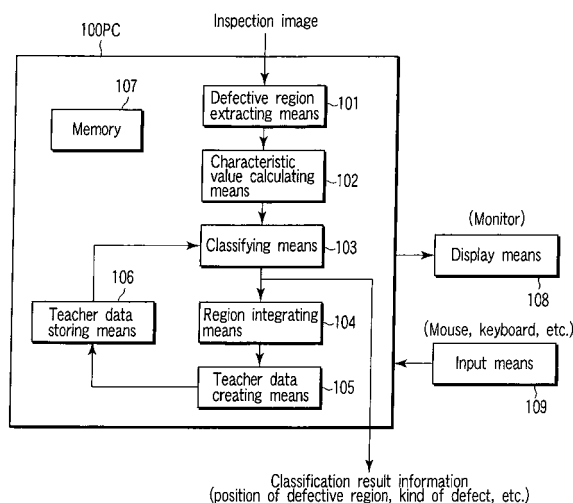 Inspection image
100PC
107
Memory
Defective region
extracting means
101
Characteristic
value calculating
means
102
Classifying means
103
106
Teacher data
storing means
Region integrating
means
104
Teacher data
creating means
105
(Monitor)
Display means
108
(Mouse, keyboard, etc.)
Input means
109
Classification result information
(position of defective region, kind of defect, etc.)